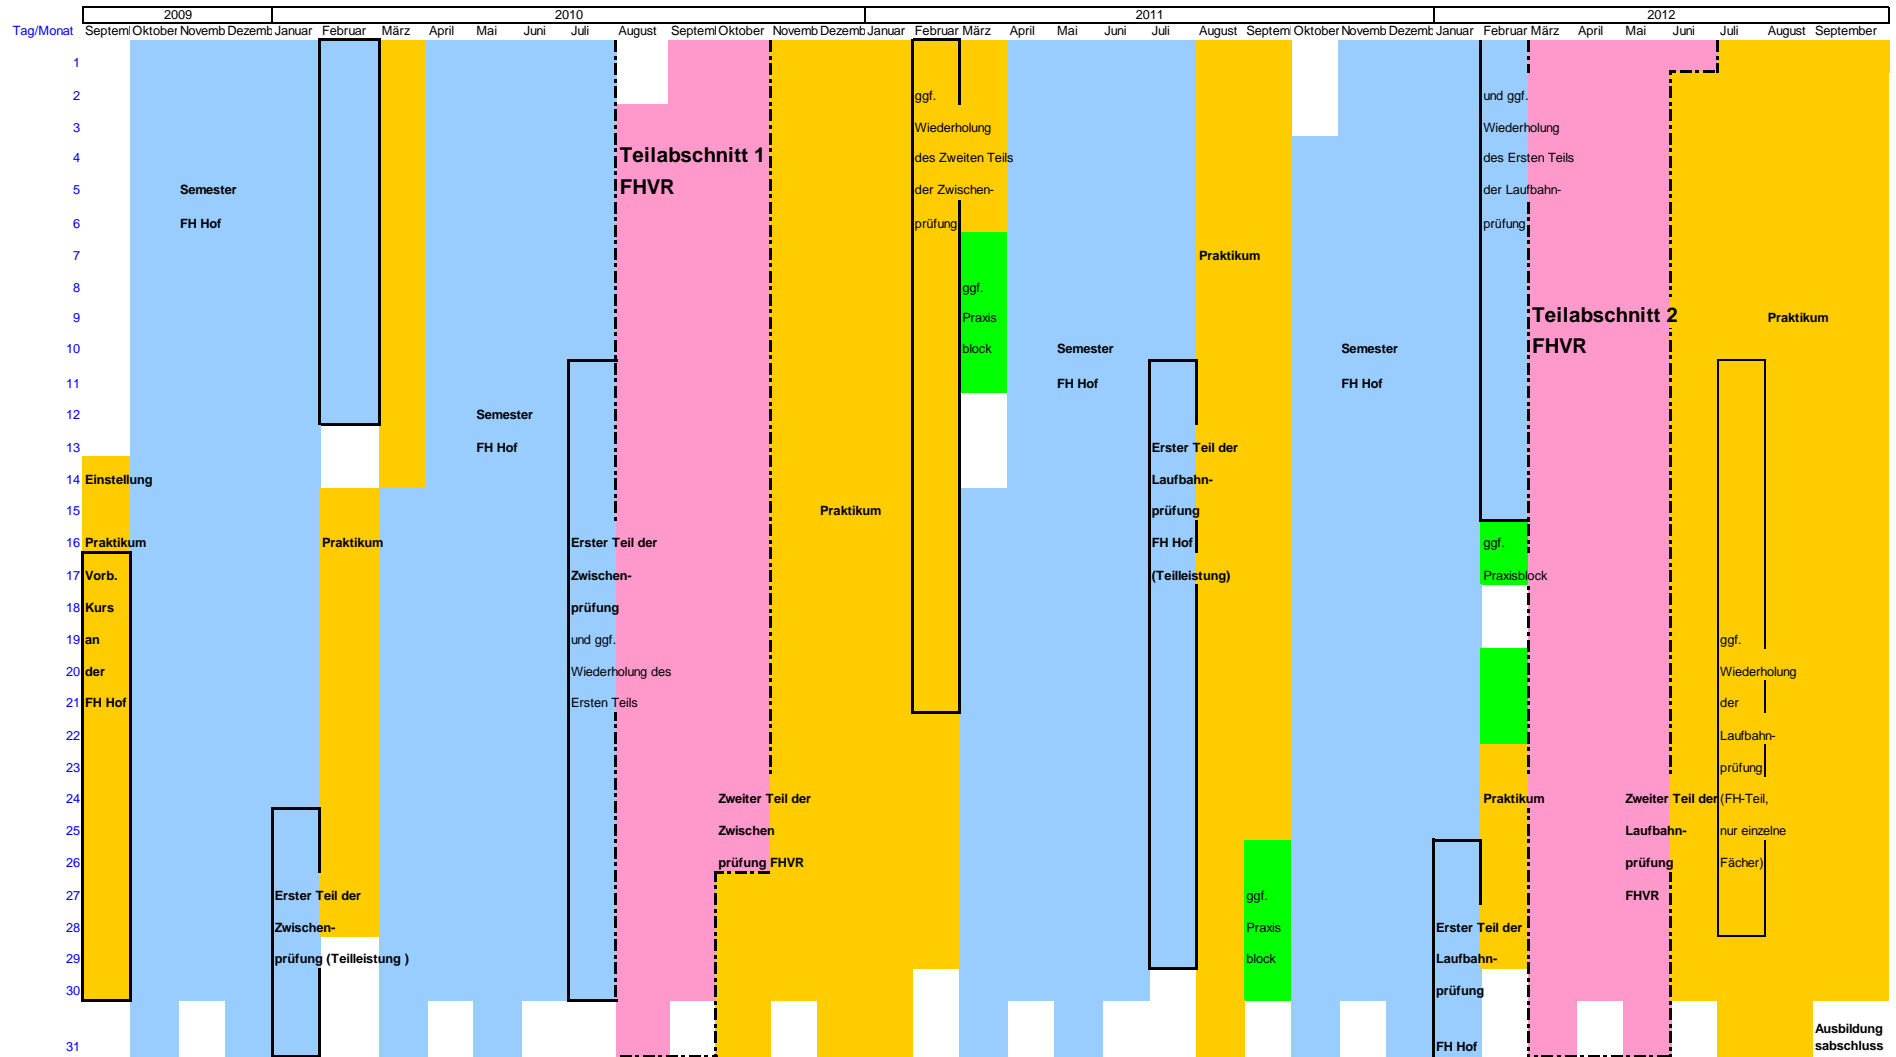 2009 2010 2011 2012
Tag/Monat Septeml Oktober Novemb Dezemb Januar Februar März April Mai Juni Juli August Septeml Oktober Novemb Dezemb Januar Februar März April Mai Juni Juli August Septeml Oktober Novemb Dezemb Januar Februar März April Mai Juni Juli August September
1
2 ggf. und ggf.
3 Wiederholung Wiederholung
4 Teilabschnitt 1 des Zweiten Teils des Ersten Teils
5 Semester FHVR der Zwischen- der Laufbahn-
6 FH Hof prüfung prüfung
7 Praktikum
8 ggf.
9 Praxis Teilabschnitt 2 Praktikum
10 block Semester Semester FHVR
11 FH Hof FH Hof
12 Semester
13 FH Hof Erster Teil der
14 Einstellung Laufbahn-
15 Praktikum prüfung
16 Praktikum Praktikum Erster Teil der FH Hof ggf.
17 Vorb. Zwischen- (Teilleistung) Praxisblock
18 Kurs prüfung
19 an und ggf. ggf.
20 der Wiederholung des Wiederholung
21 FH Hof Ersten Teils der
22 Laufbahn-
23 prüfung
24 Zweiter Teil der Praktikum Zweiter Teil der (FH-Teil,
25 Zwischen Laufbahn- nur einzelne
26 prüfung FHVR prüfung Fächer)
27 Erster Teil der ggf. FHVR
28 Zwischen- Praxis Erster Teil der
29 prüfung (Teilleistung ) block Laufbahn-
30 prüfung
Ausbildung
31 FH Hof sabschluss